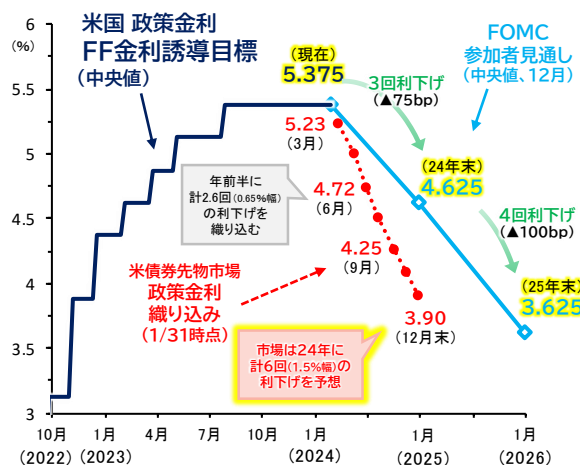 米国 政策金利
FF金利誘導目標
（中央値）
（現在）
5.375
FOMC
参加者見通し
（中央値、12月）
3回利下げ
（▲75bp）
（24年末）
4.625
4回利下げ
（▲100bp）
（25年末）
3.625
5.23
（3月）
4.72
（6月）
4.25
（9月）
3.90
（12月末）
年前半に
計2.6回（0.65%幅）
の利下げを
織り込む
米債券先物市場
政策金利
織り込み
（1/31時点）
市場は24年に
計6回（1.5%幅）の
利下げを予想
（%）
6
5.5
5
4.5
4
3.5
3
10月 1月 4月 7月 10月 1月 1月 1月
（2022）（2023） （2024） （2025） （2026）